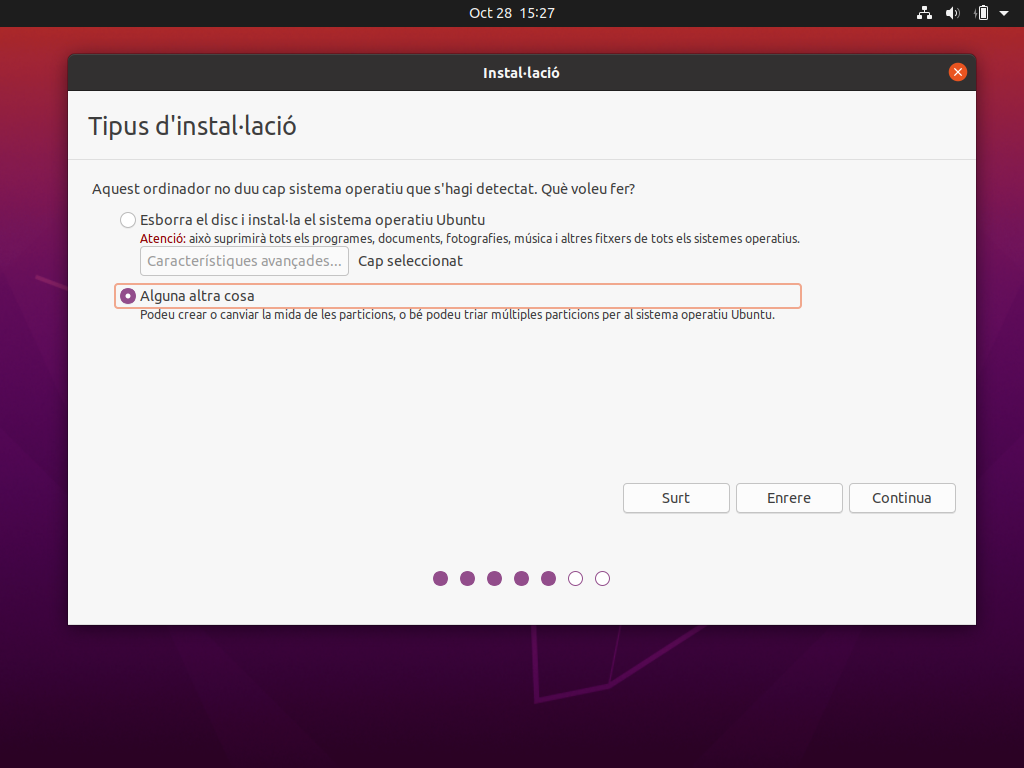 Oct 28 15:27
Instal·lació
Tipus d'instal·lació
Aquest ordinador no duu cap sistema operatiu que s'hagi detectat. Què voleu fer?
Esborra el disc i instal·la el sistema operatiu Ubuntu
Atenció: això suprimirà tots els programes, documents, fotografies, música i altres fitxers de tots els sistemes operatius.
Característiques avançades... Cap seleccionat
Alguna altra cosa
Podeu crear o canviar la mida de les particions, o bé podeu triar múltiples particions per al sistema operatiu Ubuntu.
Surt Enrere Continua